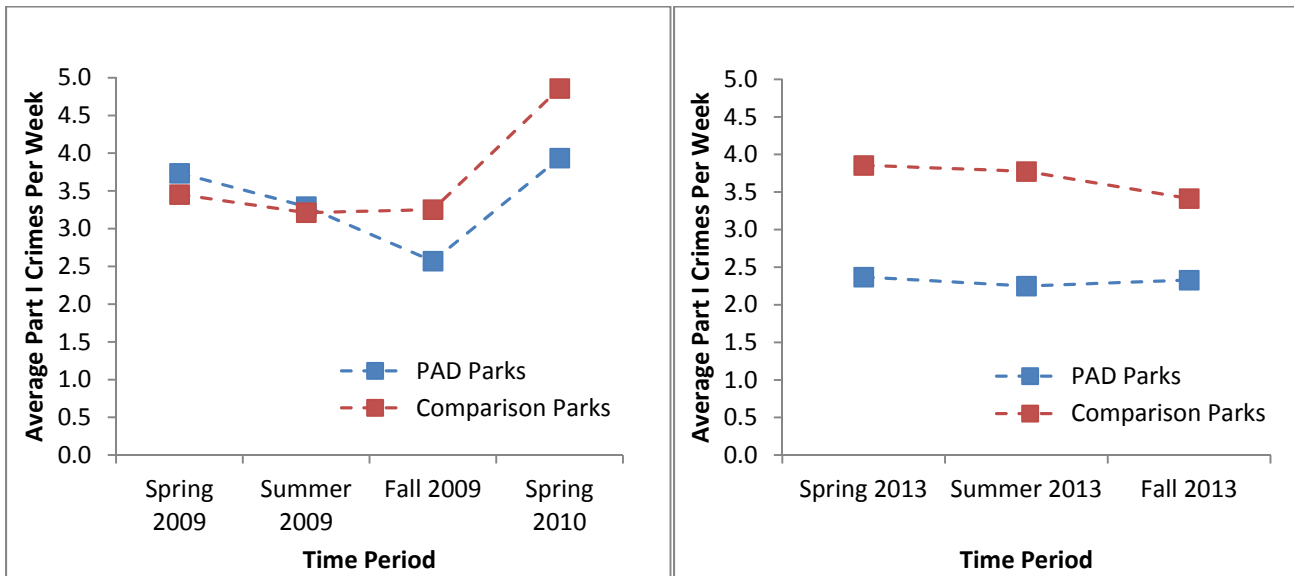 Average Part I Crimes Per Week
5.0
4.5
4.0
3.5
3.0
2.5
2.0
1.5
1.0
0.5
0.0
PAD Parks
Comparison Parks
Spring
2009
Summer
2009
Fall 2009
Spring
2010
Time Period
Average Part I Crimes Per Week
5.0
4.5
4.0
3.5
3.0
2.5
2.0
1.5
1.0
0.5
0.0
PAD Parks
Comparison Parks
Spring 2013
Summer 2013
Fall 2013
Time Period